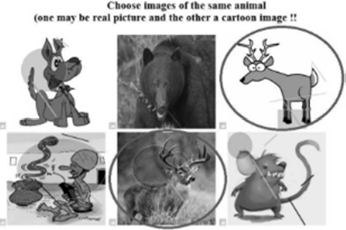 Choose images of the same animal
(one may be real picture and the other a cartoon image !!